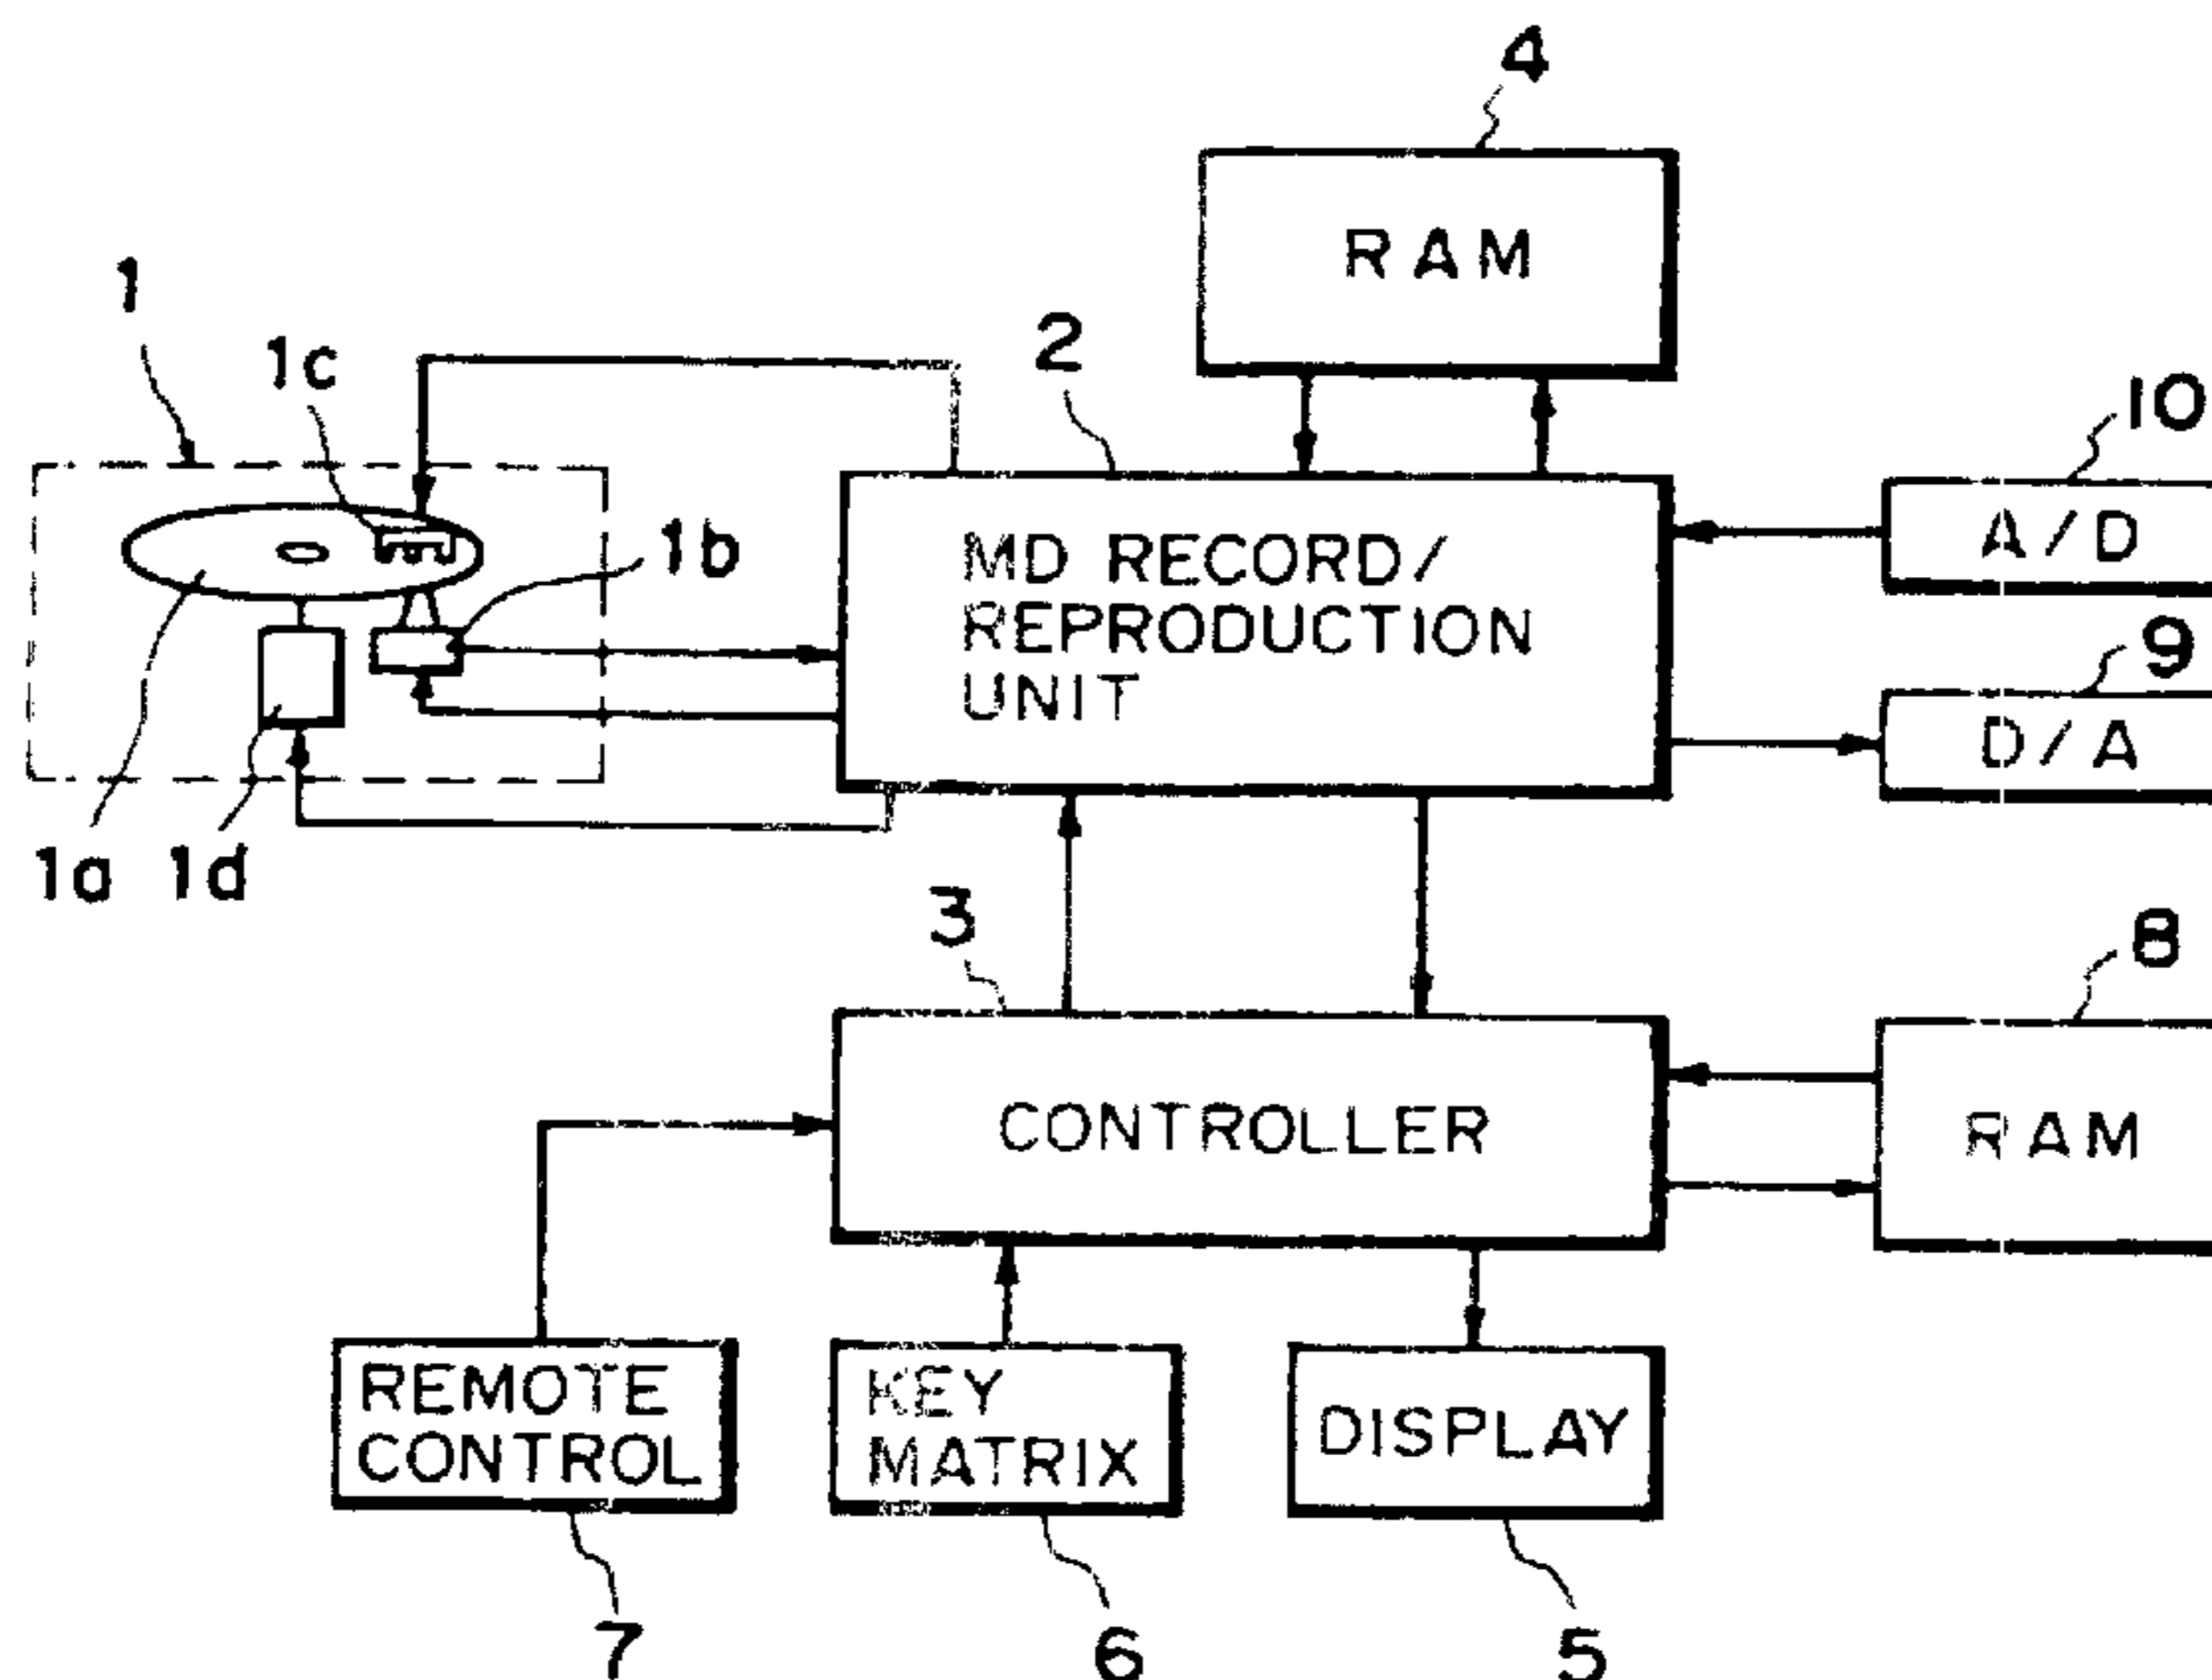 4
RAM
1
1c
2
10
1b
MD RECORD/
REPRODUCTION
UNIT
A/D
9
D/A
1a
1d
3
8
CONTROLLER
RAM
REMOTE
CONTROL
KEY
MATRIX
DISPLAY
7
6
5